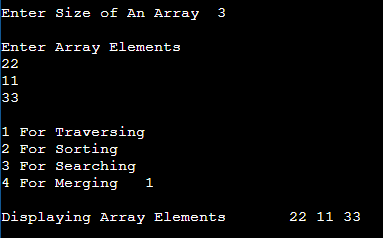 Enter Size of An Array  3
Enter Array Elements
22
11
33
1 For Traversing
2 For Sorting
3 For Searching
4 For Merging   1
Displaying Array Elements       22 11 33